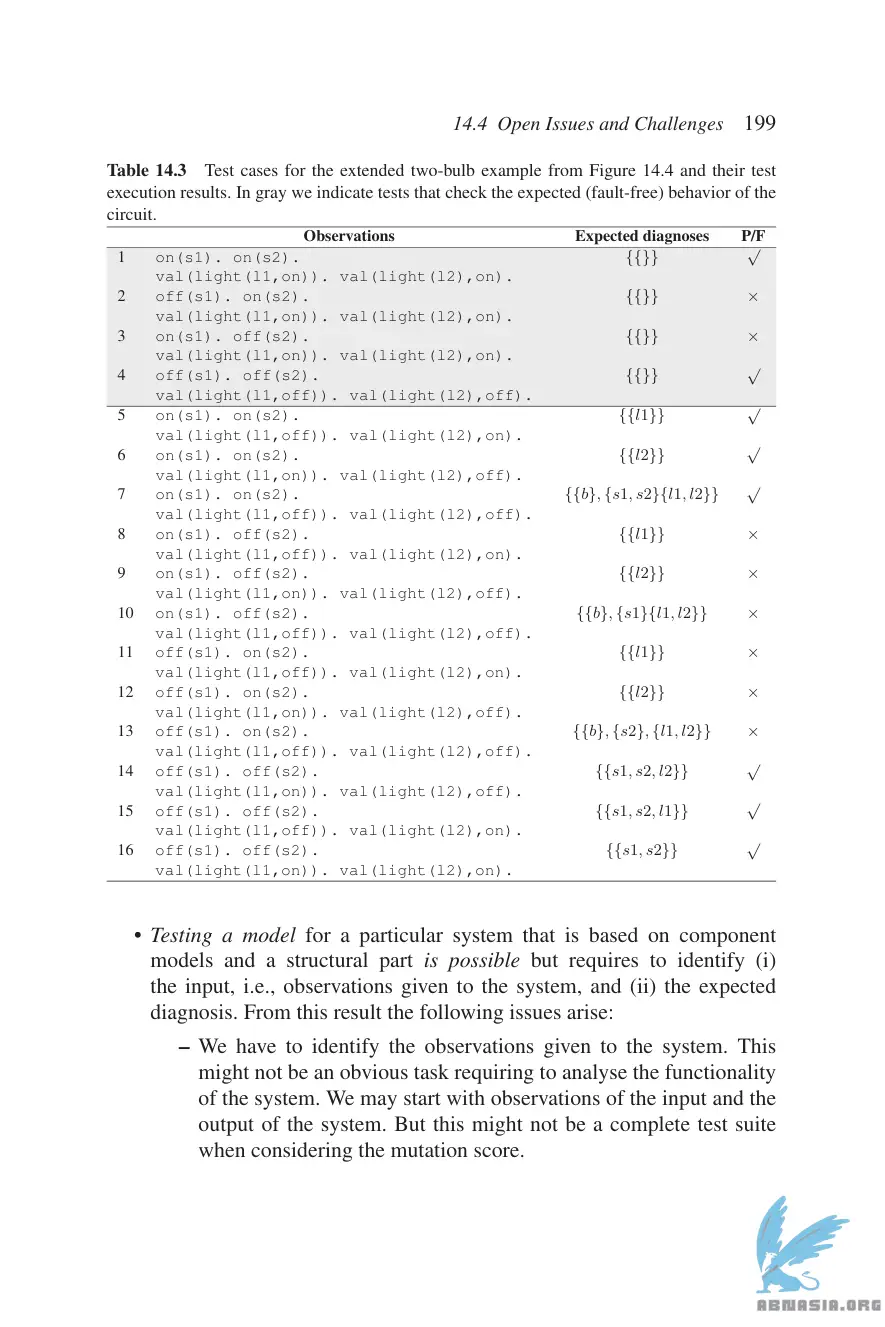 14.4 Open Issues and Challenges 199
Table 14.3 Test cases for the extended two-bulb example from Figure 14.4 and their test
execution results. In gray we indicate tests that check the expected (fault-free) behavior of the
circuit.
Observations Expected diagnoses P/F
1 on(s1). on(s2). {{}} √
val(light(l1,on)). val(light(l2),on).
2 off(s1). on(s2). {{}} ×
val(light(l1,on)). val(light(l2),on).
3 on(s1). off(s2). {{}} ×
val(light(l1,on)). val(light(l2),on).
4 off(s1). off(s2). {{}} √
val(light(l1,off)). val(light(l2),off).
5 on(s1). on(s2). {{l1}} √
val(light(l1,off)). val(light(l2),on).
6 on(s1). on(s2). {{l2}} √
val(light(l1,on)). val(light(l2),off).
7 on(s1). on(s2). {{b}, {s1, s2}{l1, l2}} √
val(light(l1,off)). val(light(l2),off).
8 on(s1). off(s2). {{l1}} ×
val(light(l1,off)). val(light(l2),on).
9 on(s1). off(s2). {{l2}} ×
val(light(l1,on)). val(light(l2),off).
10 on(s1). off(s2). {{b}, {s1}{l1, l2}} ×
val(light(l1,off)). val(light(l2),off).
11 off(s1). on(s2). {{l1}} ×
val(light(l1,off)). val(light(l2),on).
12 off(s1). on(s2). {{l2}} ×
val(light(l1,on)). val(light(l2),off).
13 off(s1). on(s2). {{b}, {s2}, {l1, l2}} ×
val(light(l1,off)). val(light(l2),off).
14 off(s1). off(s2). {{s1, s2, l2}} √
val(light(l1,on)). val(light(l2),off).
15 off(s1). off(s2). {{s1, s2, l1}} √
val(light(l1,off)). val(light(l2),on).
16 off(s1). off(s2). {{s1, s2}} √
val(light(l1,on)). val(light(l2),on).
• Testing a model for a particular system that is based on component
models and a structural part is possible but requires to identify (i)
the input, i.e., observations given to the system, and (ii) the expected
diagnosis. From this result the following issues arise:
– We have to identify the observations given to the system. This
might not be an obvious task requiring to analyse the functionality
of the system. We may start with observations of the input and the
output of the system. But this might not be a complete test suite
when considering the mutation score.
ABNASIA.ORG